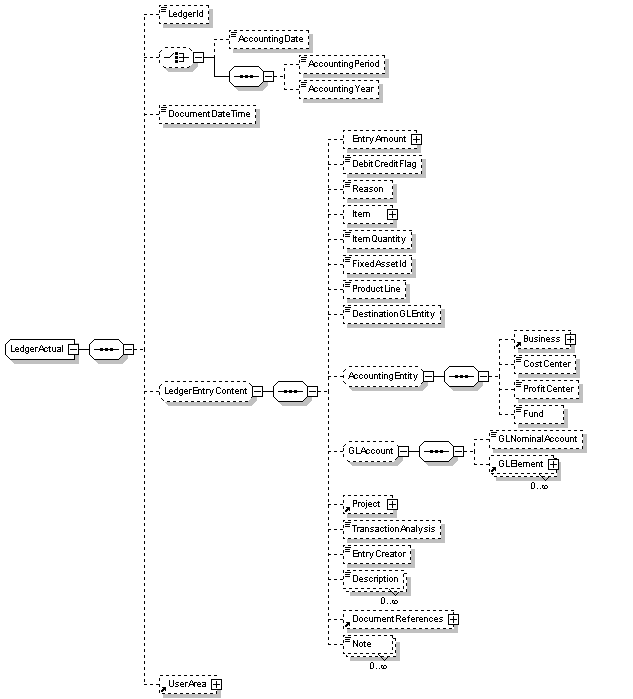 LedgerId
AccountingDate
AccountingPeriod
AccountingYear
DocumentDateTime
EntryAmount
DebitCreditFlag
Reason
Item
ItemQuantity
FixedAssetId
ProductLine
DestinationGLEntity
LedgerActual
LedgerEntryContent
AccountingEntity
Business
CostCenter
ProfitCenter
Fund
GLAccount
GLNominalAccount
GLElement
0..∞
Project
TransactionAnalysis
EntryCreator
Description
0..∞
DocumentReferences
Note
0..∞
UserArea